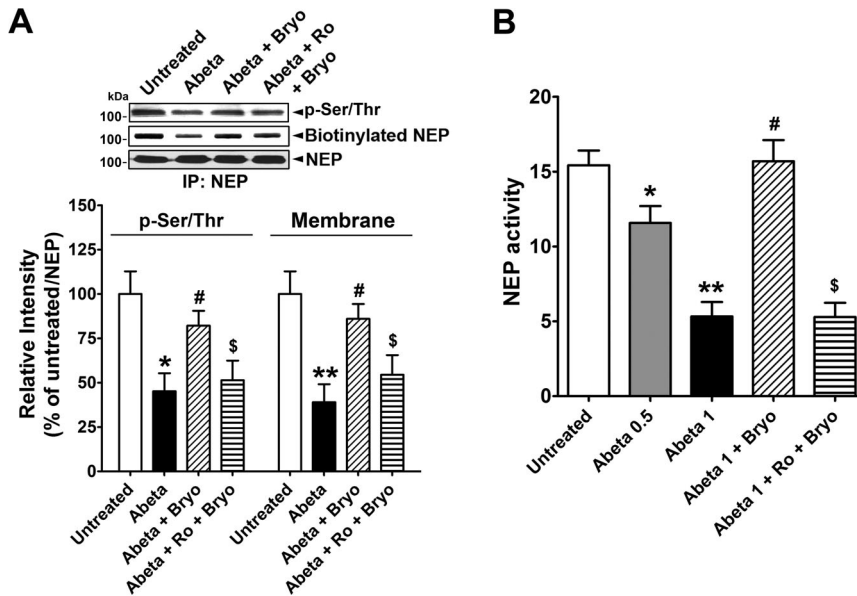 A
Untreated
Abeta
Abeta + Bryo
Abeta + Ro
+ Bryo
kDa
100-
p-Ser/Thr
100-
Biotinylated NEP
100-
NEP
IP: NEP
150
125
100
75
50
25
0
Relative Intensity
(% of untreated/NEP)
p-Ser/Thr
Membrane
*
#
$
**
#
$
Untreated
Abeta
Abeta + Bryo
Abeta + Ro + Bryo
Untreated
Abeta
Abeta + Bryo
Abeta + Ro + Bryo
B
20
15
10
5
0
NEP activity
*
**
#
$
Untreated
Abeta 0.5
Abeta 1
Abeta 1 + Bryo
Abeta 1 + Ro + Bryo